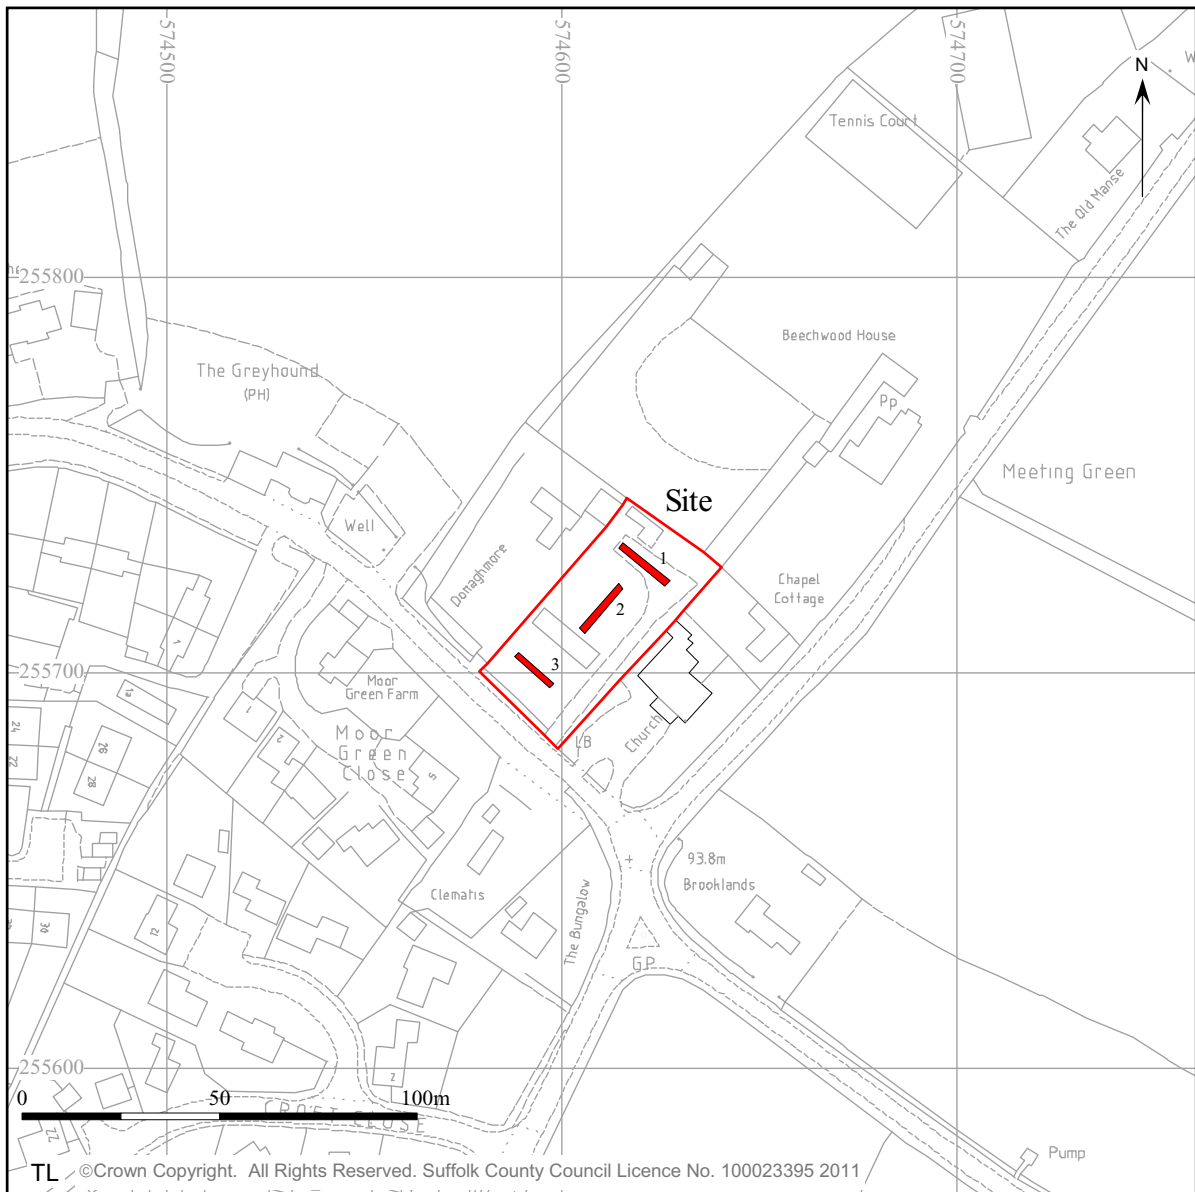 574500
574600
574700
N
Tennis Court
The Old Manse
255800
Beechwood House
The Greyhound
(PH)
Pp
Meeting Green
Site
Well
1
Donaghmore
Chapel
Cottage
2
3
255700
Moor
Green Farm
1
1a
1
2
Moor
Green
Close
5
LB
Church
24
22
26
28
93.8m
Brooklands
Clematis
The Bungalow
30
12
GP
255600
2
0 50 100m
CROFT CLOSE
22
Pump
TL ©Crown Copyright. All Rights Reserved. Suffolk County Council Licence No. 100023395 2011